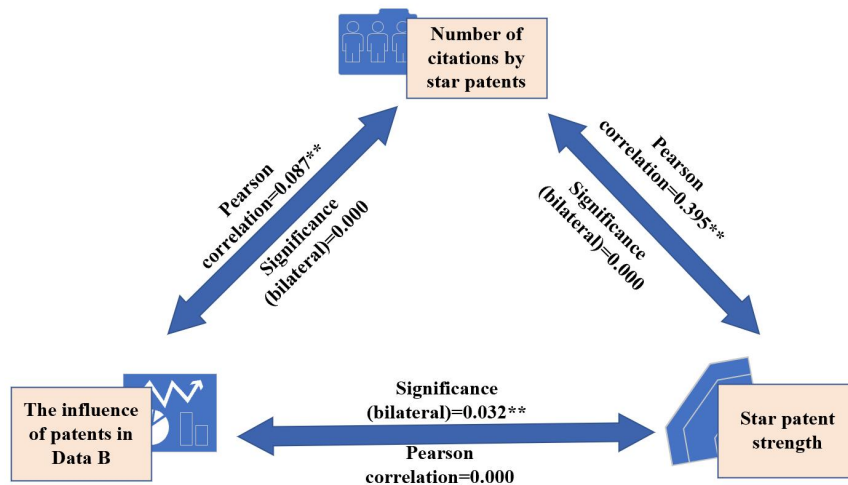 Number of
citations by
star patents
Pearson
correlation=0.087**
Significance
(bilateral)=0.000
Pearson
correlation=0.395**
Significance
(bilateral)=0.000
The influence
of patents in
Data B
Significance
(bilateral)=0.032**
Pearson
correlation=0.000
Star patent
strength